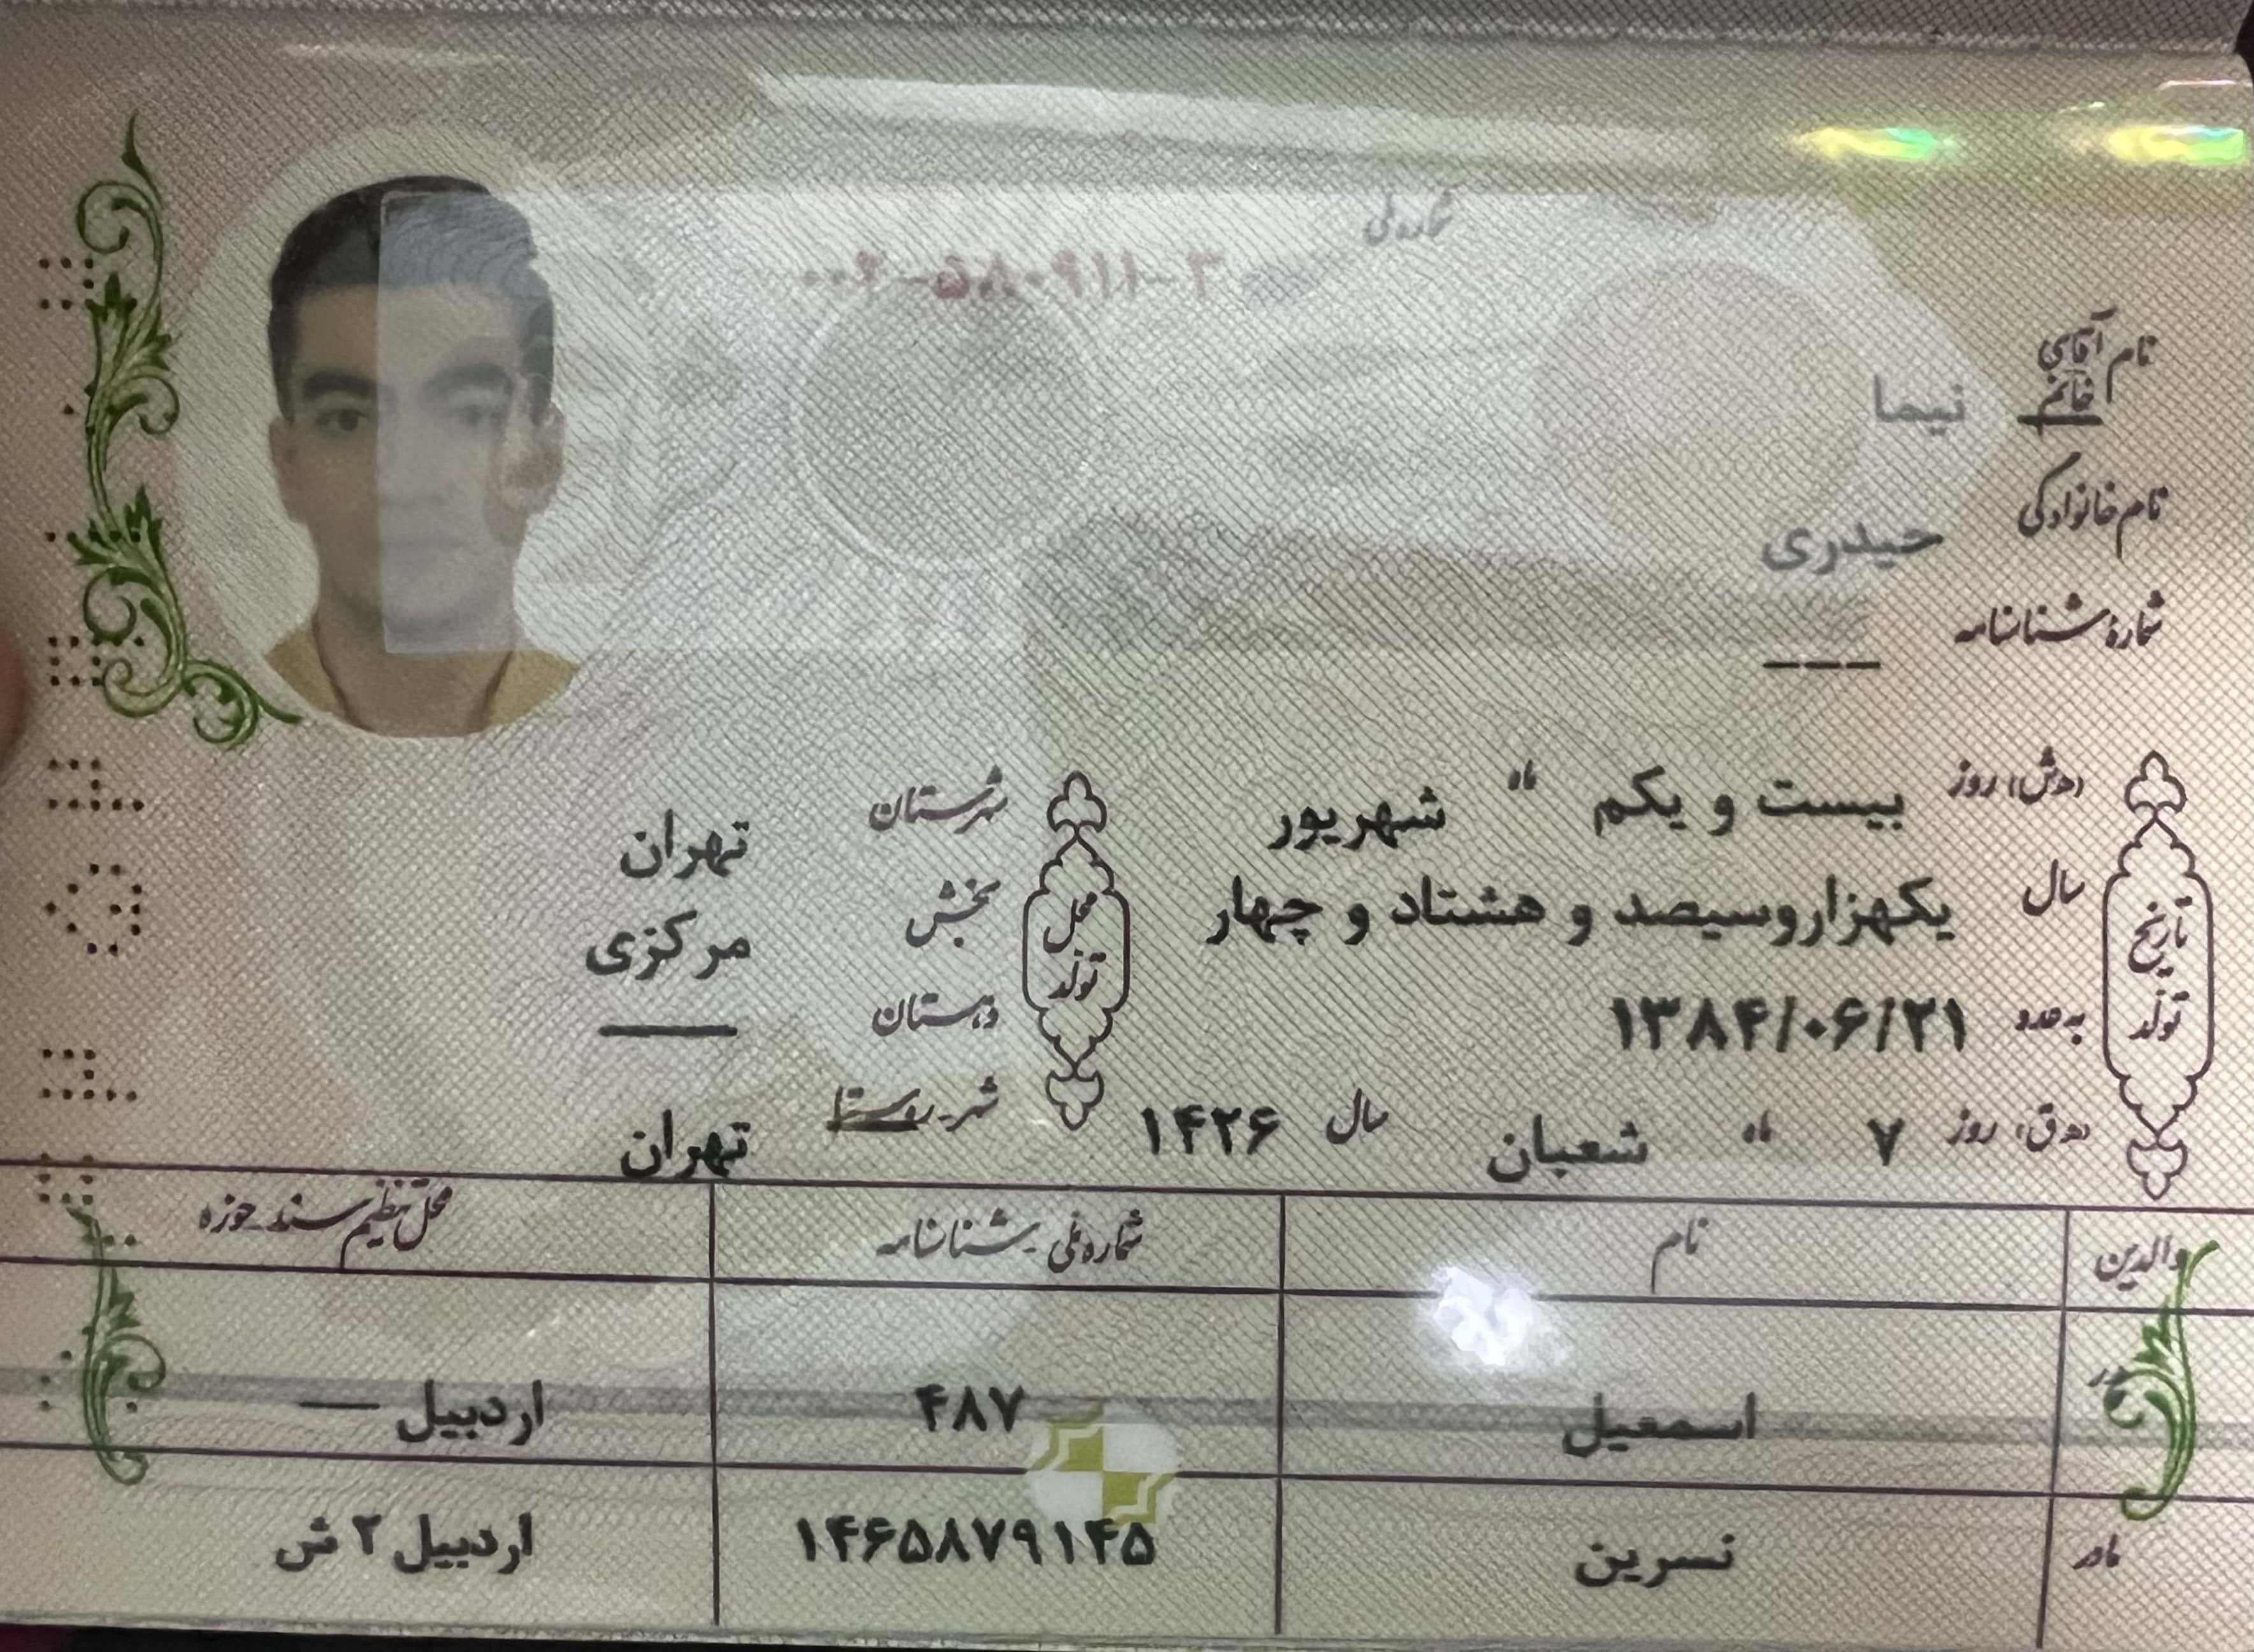 شماره ملی
۰۰۲-۵۸۰۹۱۱-۳
نام آقای
خانم
نیما
نام خانوادگی حیدری
شمارهٔ شناسنامه
---
تاریخ تولد
(ه‍.ش) روز بیست و یکم ماه شهریور
سال یکهزاروسیصد و هشتاد و چهار
به عدد ۱۳۸۴/۰۶/۲۱
(ه‍.ق) روز ۷ ماه شعبان سال ۱۴۲۶
محل تولد
شهرستان تهران
بخش مرکزی
دهستان —
شهر - روستا تهران
والدین نام شماره ملی - شناسنامه محل تنظیم سند - حوزه
پدر اسمعیل ۴۸۷ اردبیل —
مادر نسرین ۱۴۶۵۸۷۹۱۴۵ اردبیل ۲ ش